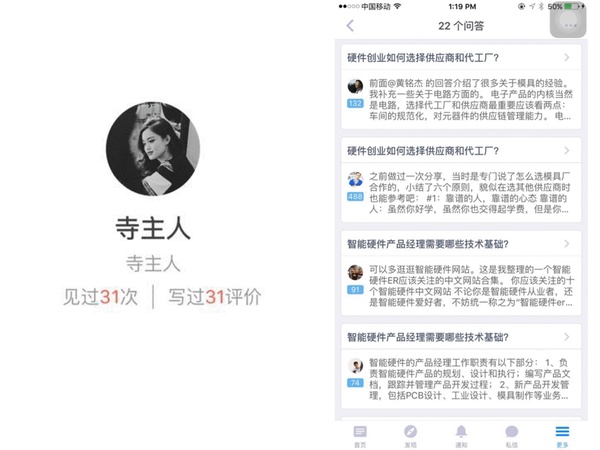 寺主人
寺主人
见过31次 | 写过31评价
中国移动 1:19 PM 50%
22 个问答
硬件创业如何选择供应商和代工厂?
前面@黄铭杰 的回答介绍了很多关于模具的经验。
我补充一些关于电路方面的。 电子产品的内核当然
132
是电路，选择代工厂和供应商最重要应该看两点：
车间的规范化，对元器件的供应链管理能力。 电...
硬件创业如何选择供应商和代工厂?
之前做过一次分享，当时是专门说了怎么选模具厂
合作的，小结了六个原则，貌似在选其他供应商时
488
也能参考吧： #1：靠谱的人，靠谱的心态 靠谱的
人：虽然你好学，虽然你也交得起学费，但是你...
智能硬件产品经理需要哪些技术基础?
可以多逛逛智能硬件网站。这是我整理的一个智能
硬件ER应该关注的中文网站合集。 你应该关注的十
91
个智能硬件中文网站 不论你是智能硬件从业者，还
是智能硬件爱好者，不妨统一称之为“智能硬件er...
智能硬件产品经理需要哪些技术基础?
智能硬件的产品经理工作职责有以下部分： 1、负
责智能硬件产品的规划、设计和执行；编写产品文
74
档，跟踪并管理产品开发过程； 2、新产品开发管
理，包括PCB设计、工业设计、模具制作等业务...
首页 发现 通知 私信 更多